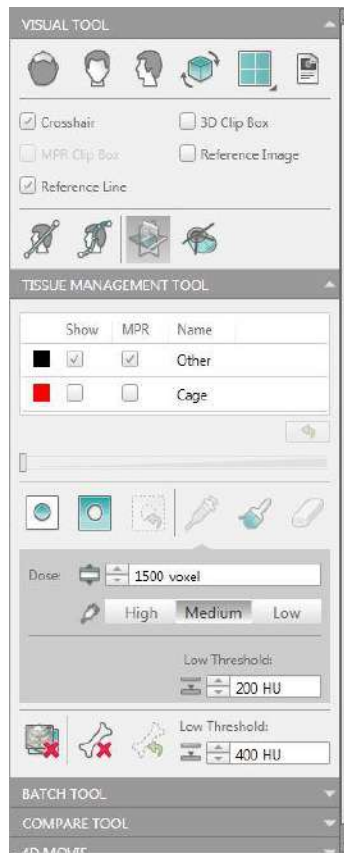 VISUAL TOOL
Crosshair
3D Clip Box
MPR Clip Box
Reference Image
Reference Line
TISSUE MANAGEMENT TOOL
Show MPR Name
Other
Cage
Dose: 1500 voxel
High Medium Low
Low Threshold:
200 HU
Low Threshold:
400 HU
BATCH TOOL
COMPARE TOOL
4D MOVIE